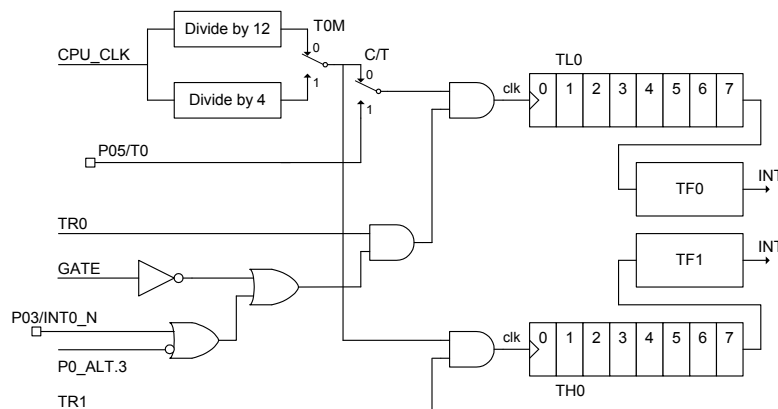 Divide by 12
T0M
CPU_CLK
0
1
C/T
0
1
Divide by 4
TL0
clk
0 1 2 3 4 5 6 7
P05/T0
TF0
INT
TR0
GATE
TF1
INT
P03/INT0_N
clk
0 1 2 3 4 5 6 7
P0_ALT.3
TH0
TR1